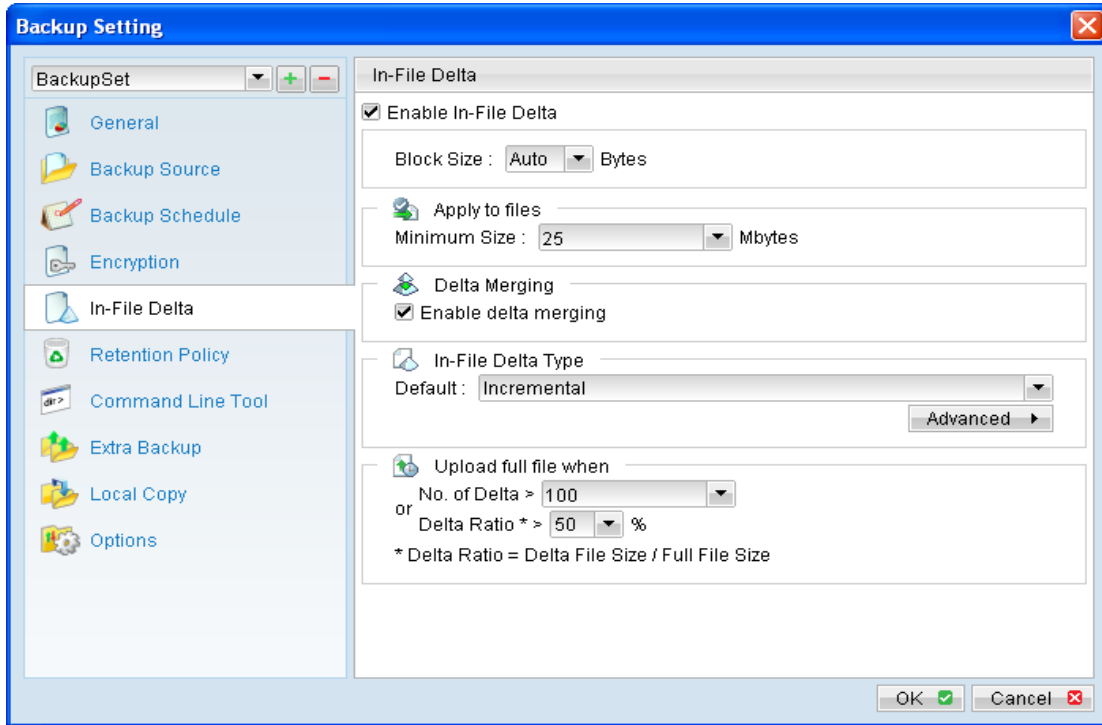 Backup Setting
BackupSet
General
Backup Source
Backup Schedule
Encryption
In-File Delta
Retention Policy
Command Line Tool
Extra Backup
Local Copy
Options
In-File Delta
Enable In-File Delta
Block Size : Auto Bytes
Apply to files
Minimum Size : 25 Mbytes
Delta Merging
Enable delta merging
In-File Delta Type
Default : Incremental
Advanced
Upload full file when
No. of Delta > 100
or
Delta Ratio * > 50 %
* Delta Ratio = Delta File Size / Full File Size
OK Cancel